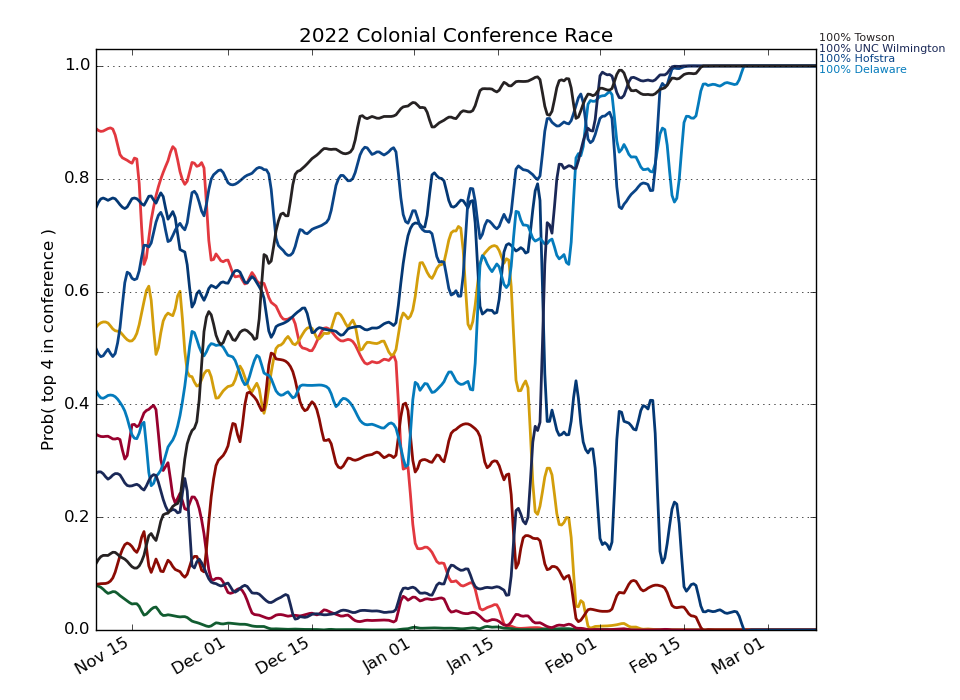 2022 Colonial Conference Race
100% Towson
100% UNC Wilmington
100% Hofstra
100% Delaware
Prob( top 4 in conference )
1.0
0.8
0.6
0.4
0.2
0.0
Nov 15
Dec 01
Dec 15
Jan 01
Jan 15
Feb 01
Feb 15
Mar 01